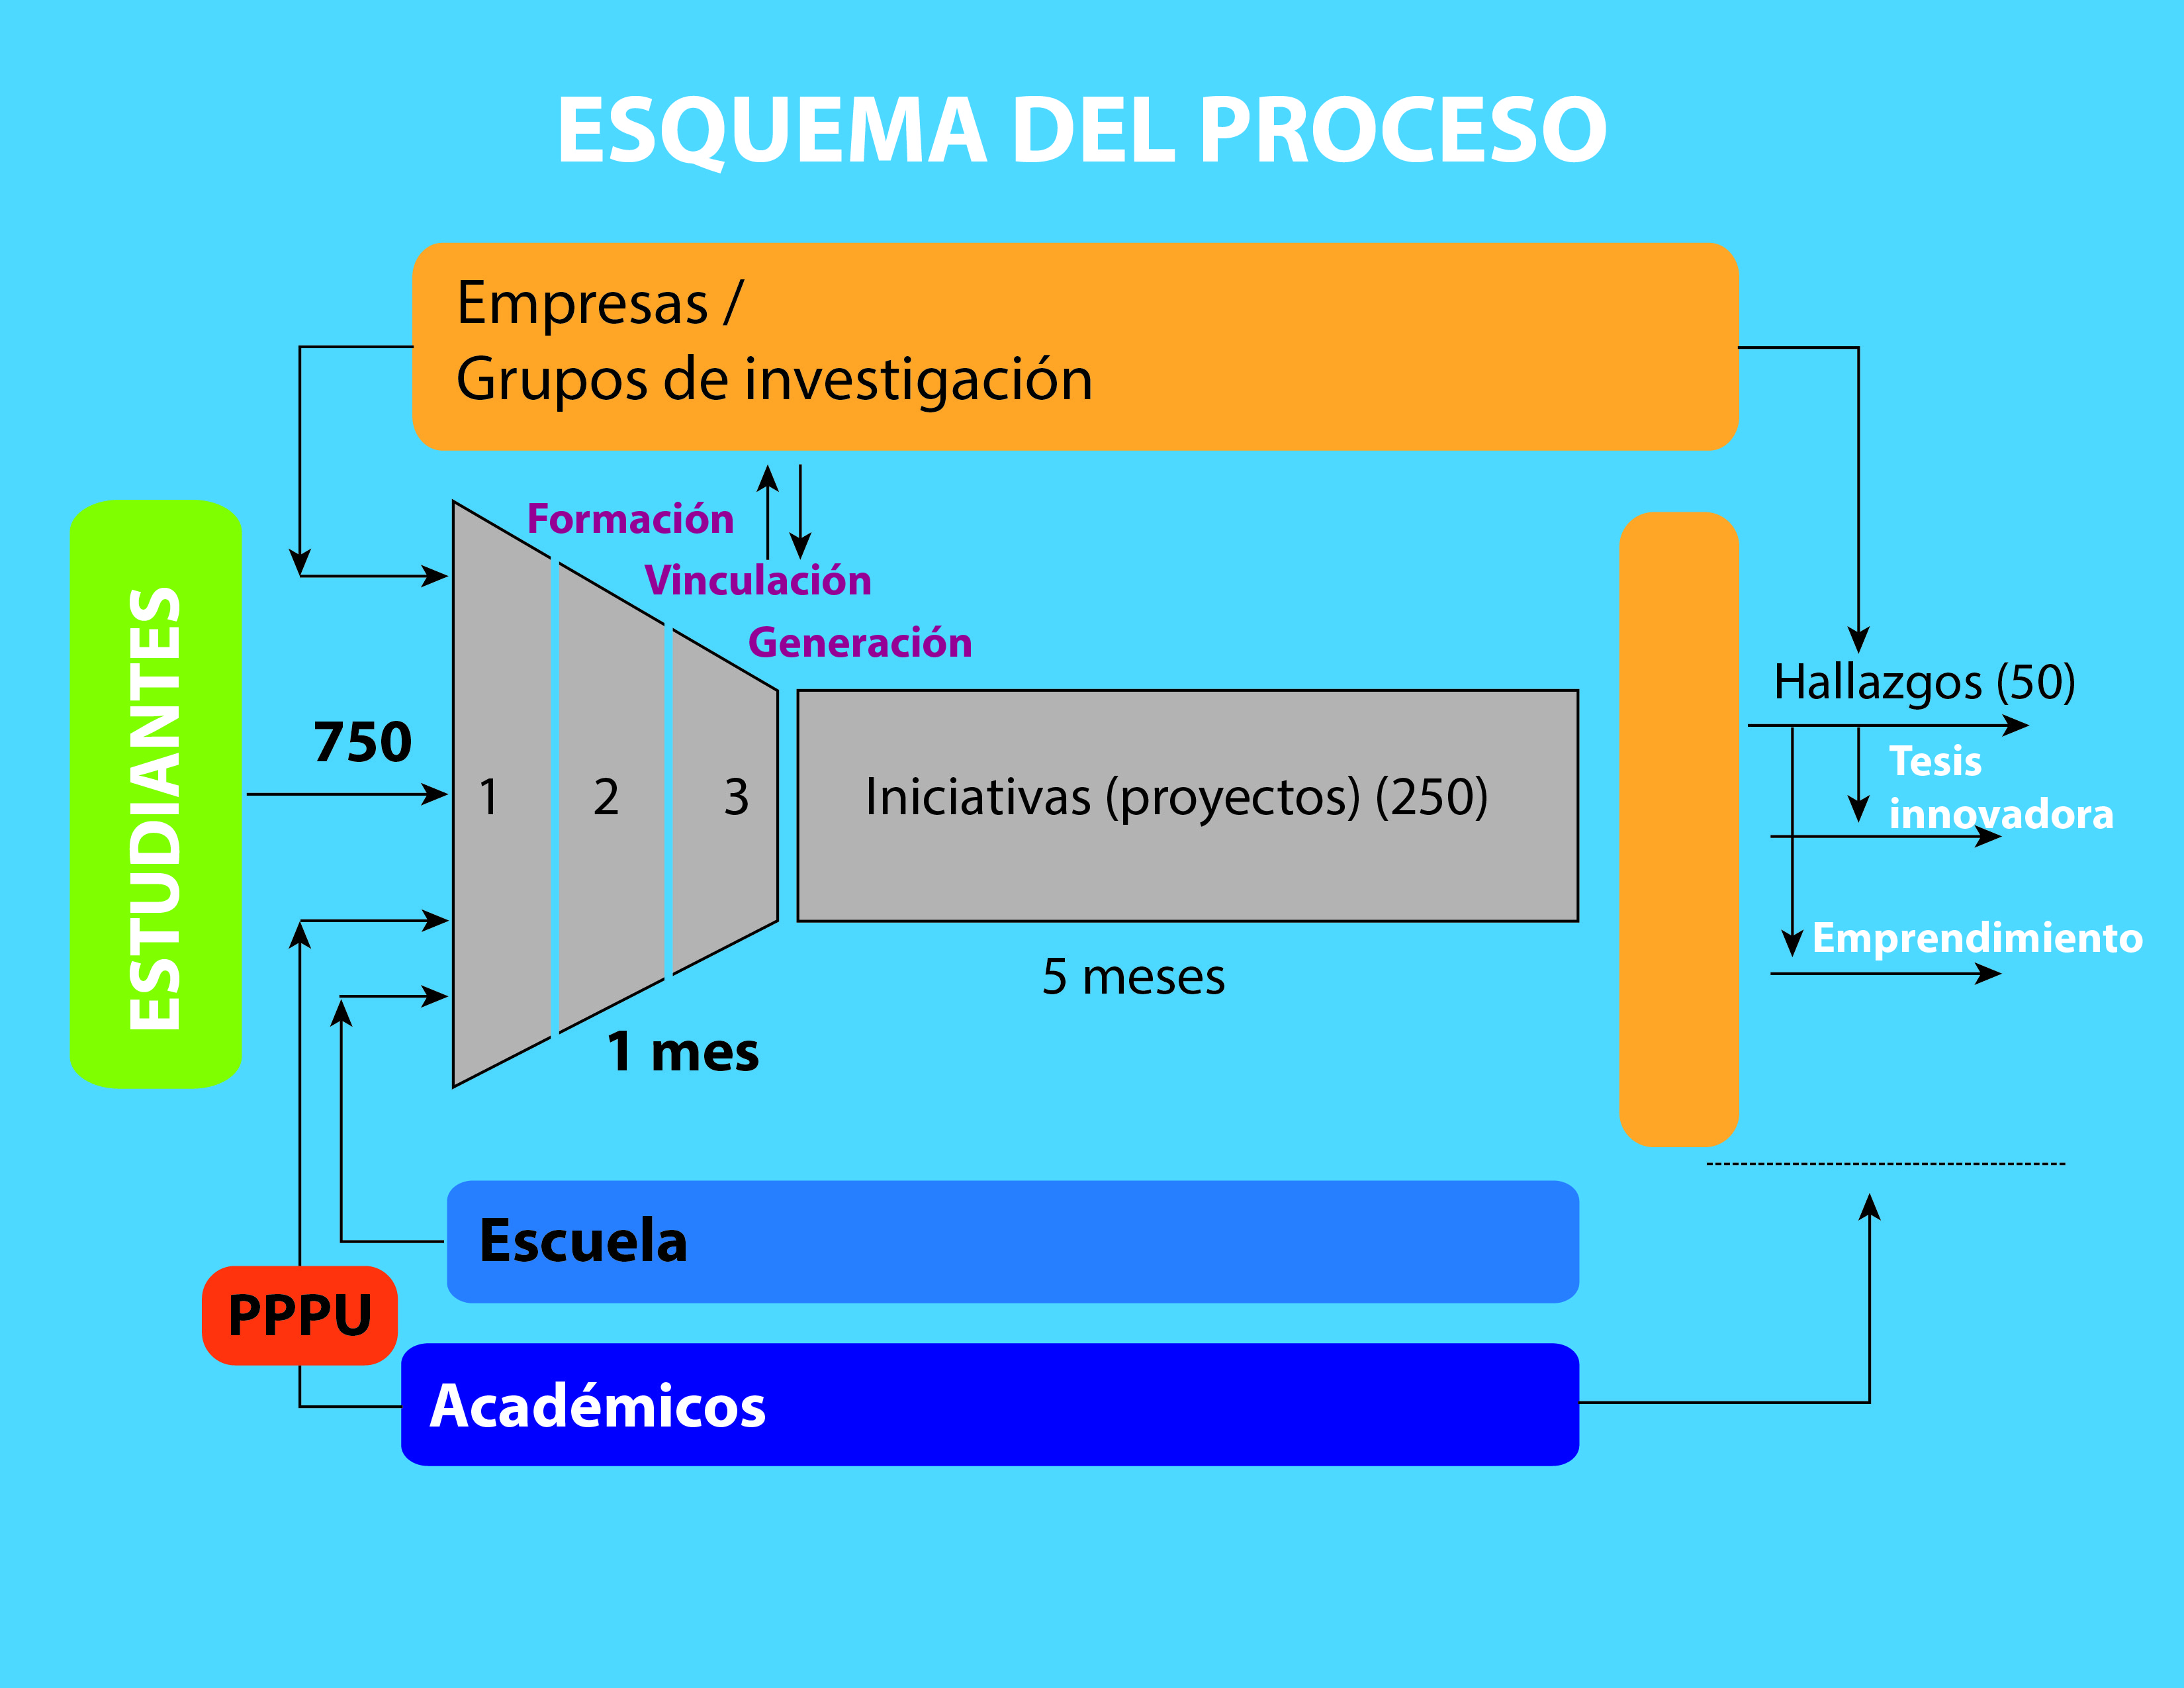 ESQUEMA DEL PROCESO
Empresas /
Grupos de investigación
Formación
Vinculación
Generación
ESTUDIANTES
750
1
2
3
Iniciativas (proyectos) (250)
1 mes
5 meses
Hallazgos (50)
Tesis
innovadora
Emprendimiento
Escuela
PPPU
Académicos